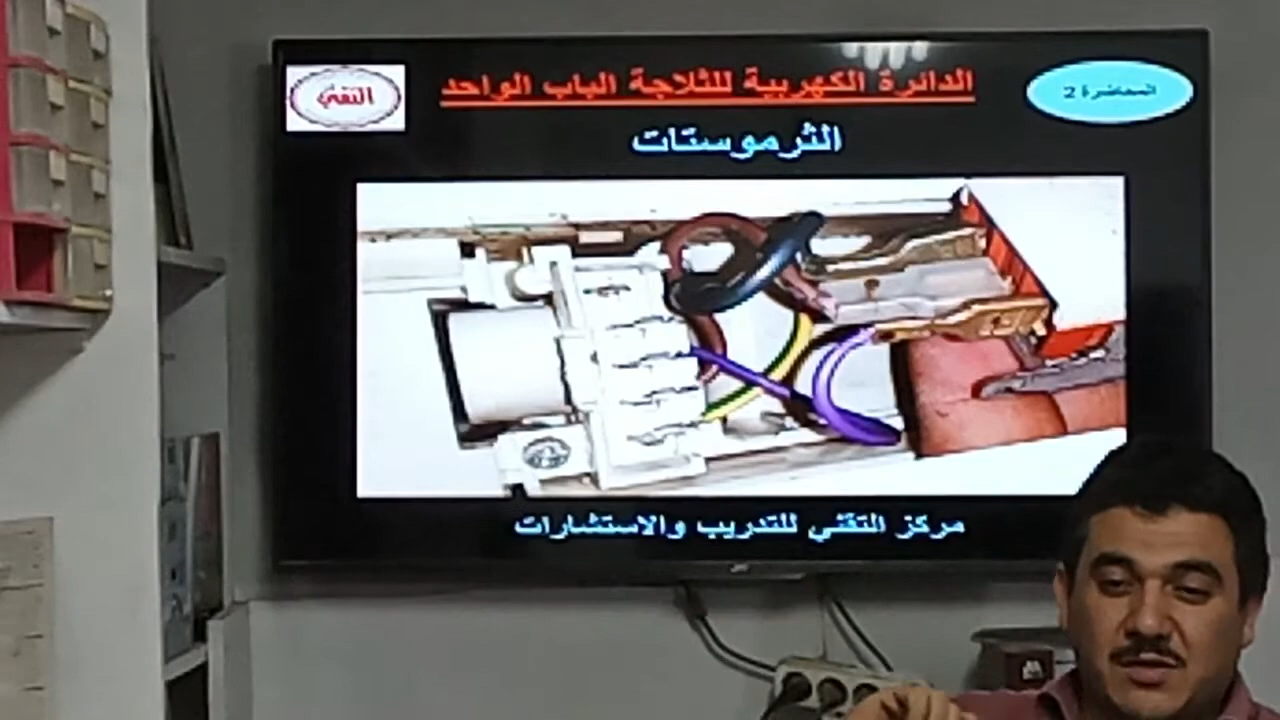 المحاضرة 2
الدائرة الكهربية للثلاجة الباب الواحد
التقني
الثرموستات
مركز التقني للتدريب والاستشارات